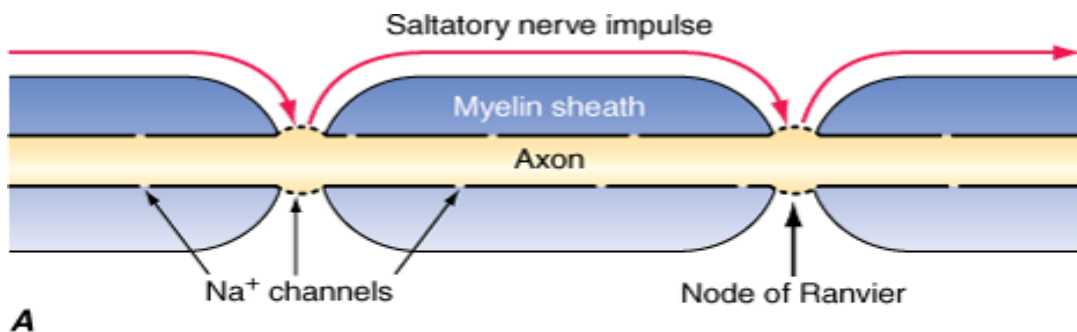 Saltatory nerve impulse
Myelin sheath
Axon
Na⁺ channels
Node of Ranvier
A